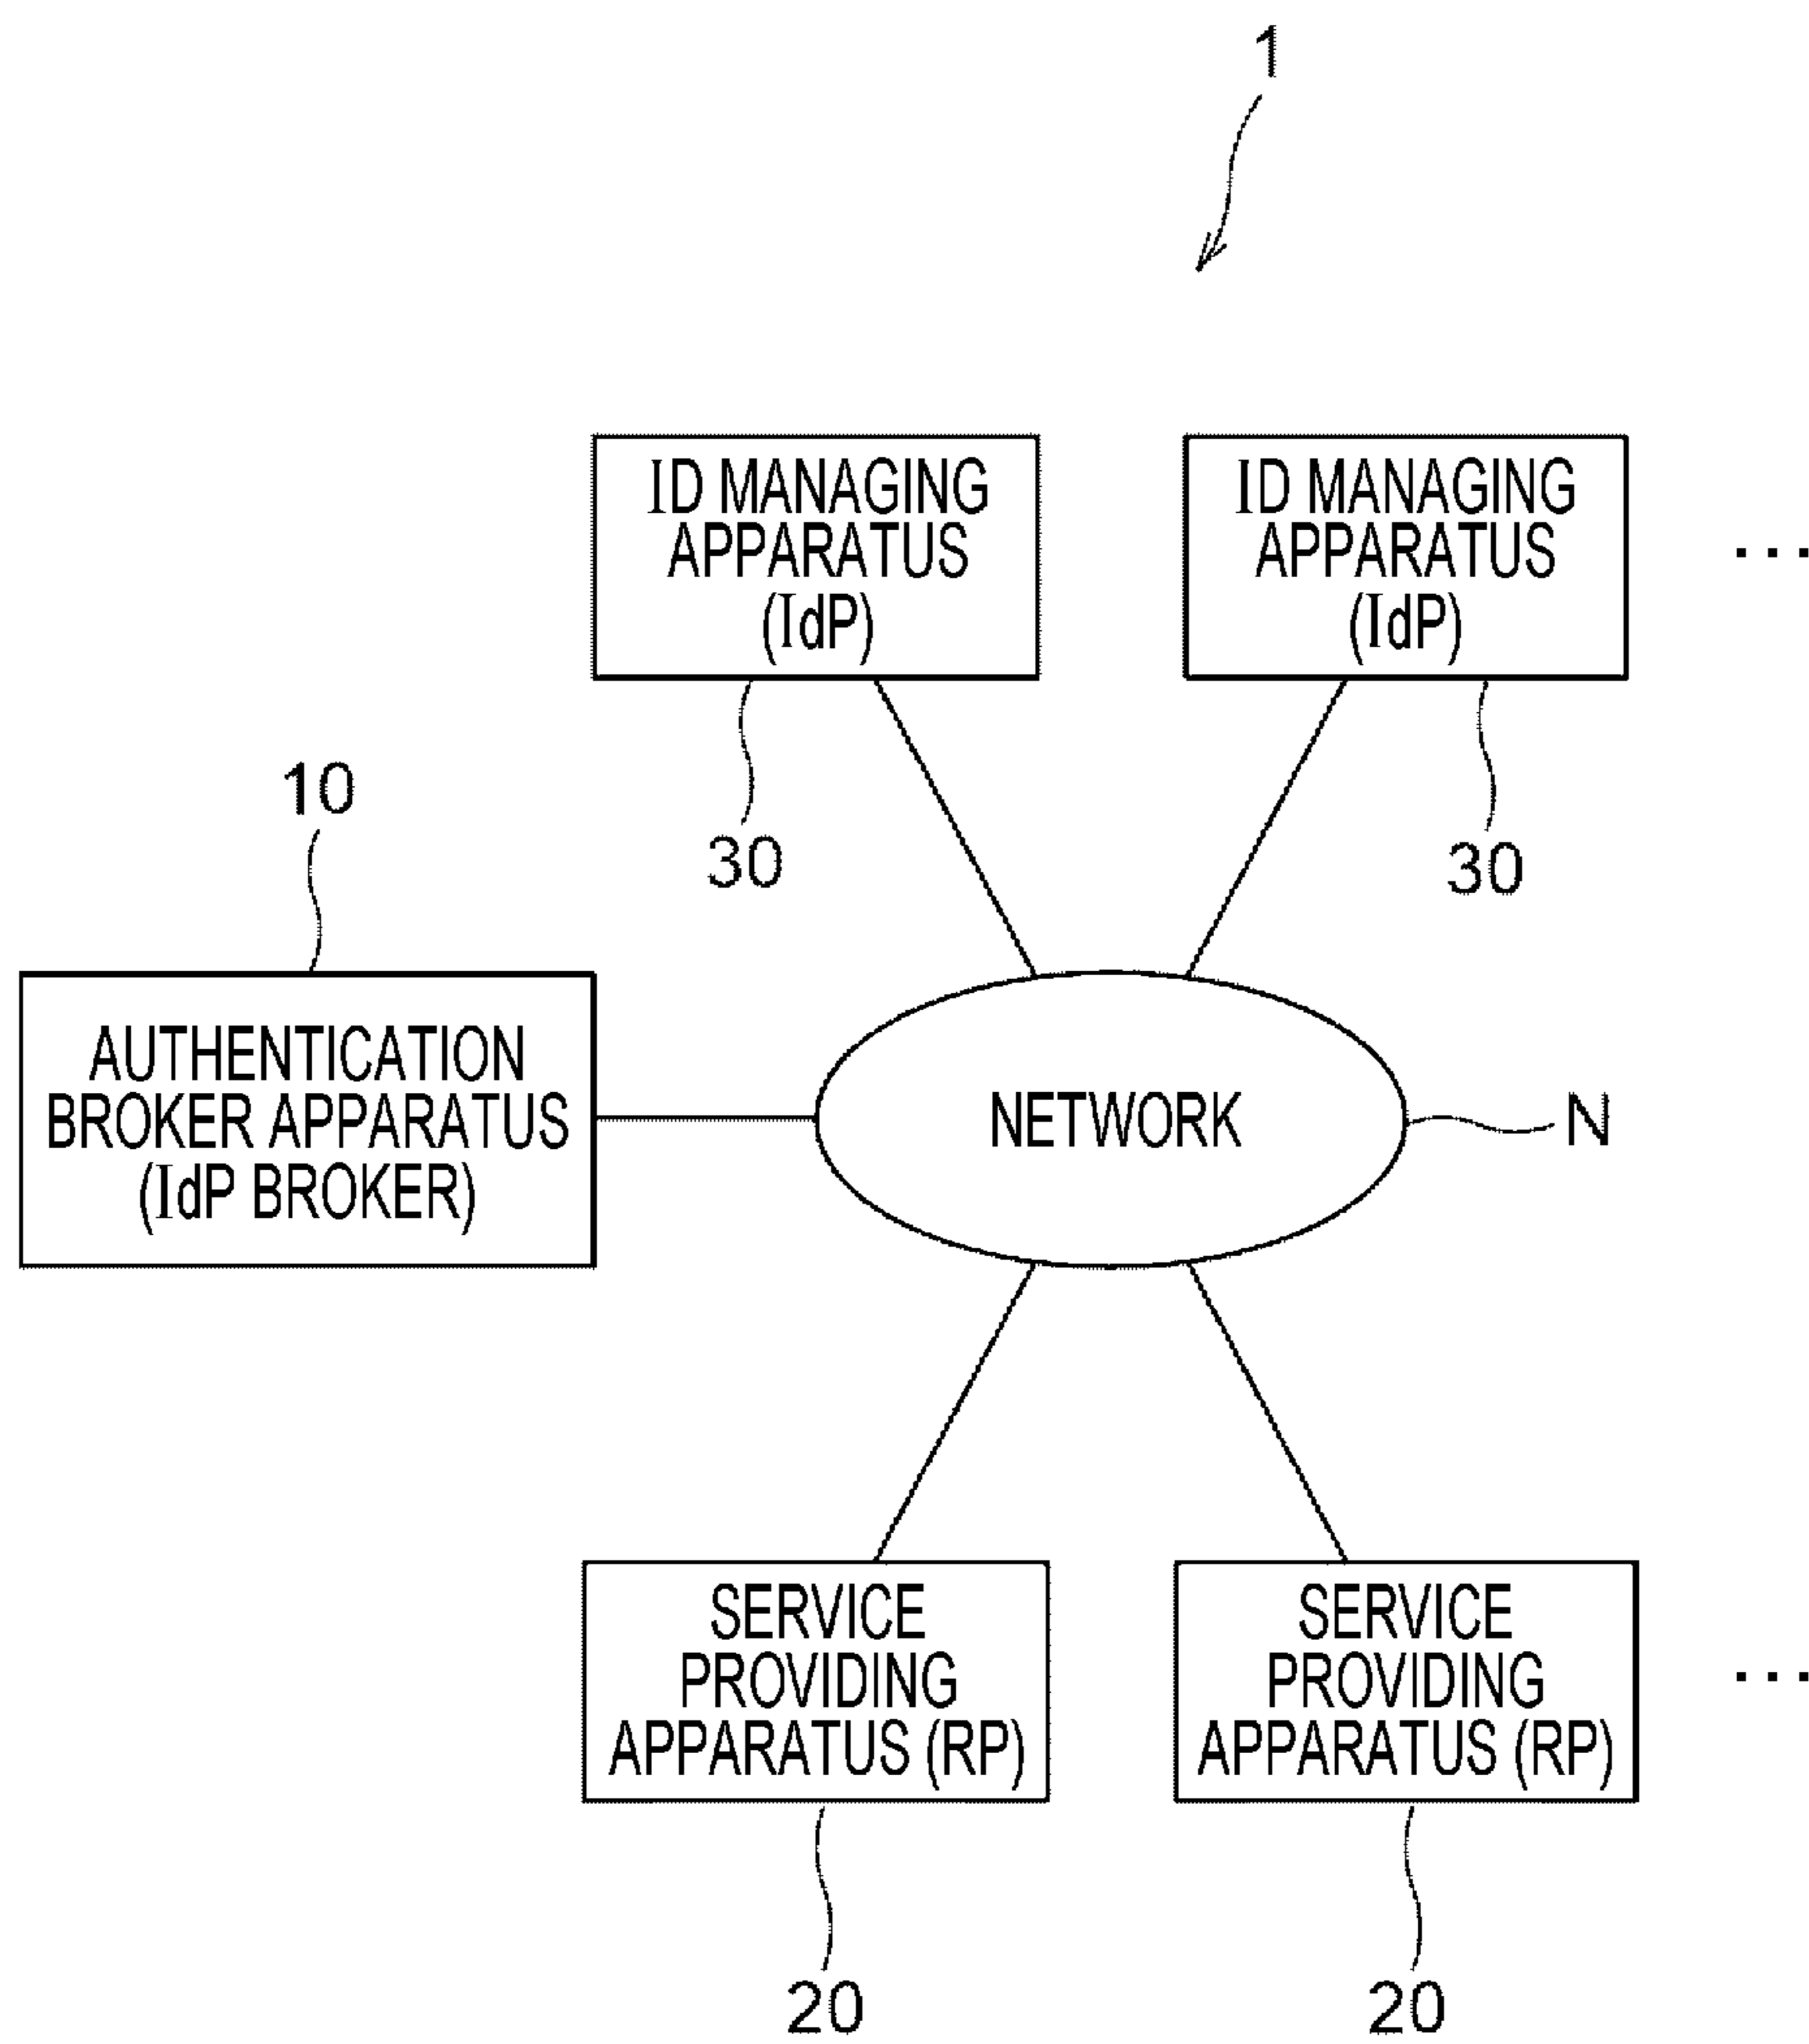 1
ID MANAGING
APPARATUS
(IdP)
ID MANAGING
APPARATUS
(IdP)
...
30
30
10
AUTHENTICATION
BROKER APPARATUS
(IdP BROKER)
NETWORK
N
SERVICE
PROVIDING
APPARATUS (RP)
SERVICE
PROVIDING
APPARATUS (RP)
...
20
20